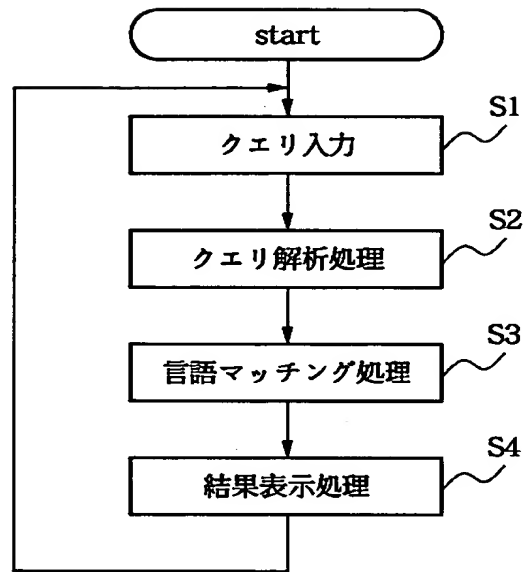 start
S1
クエリ入力
S2
クエリ解析処理
S3
言語マッチング処理
S4
結果表示処理